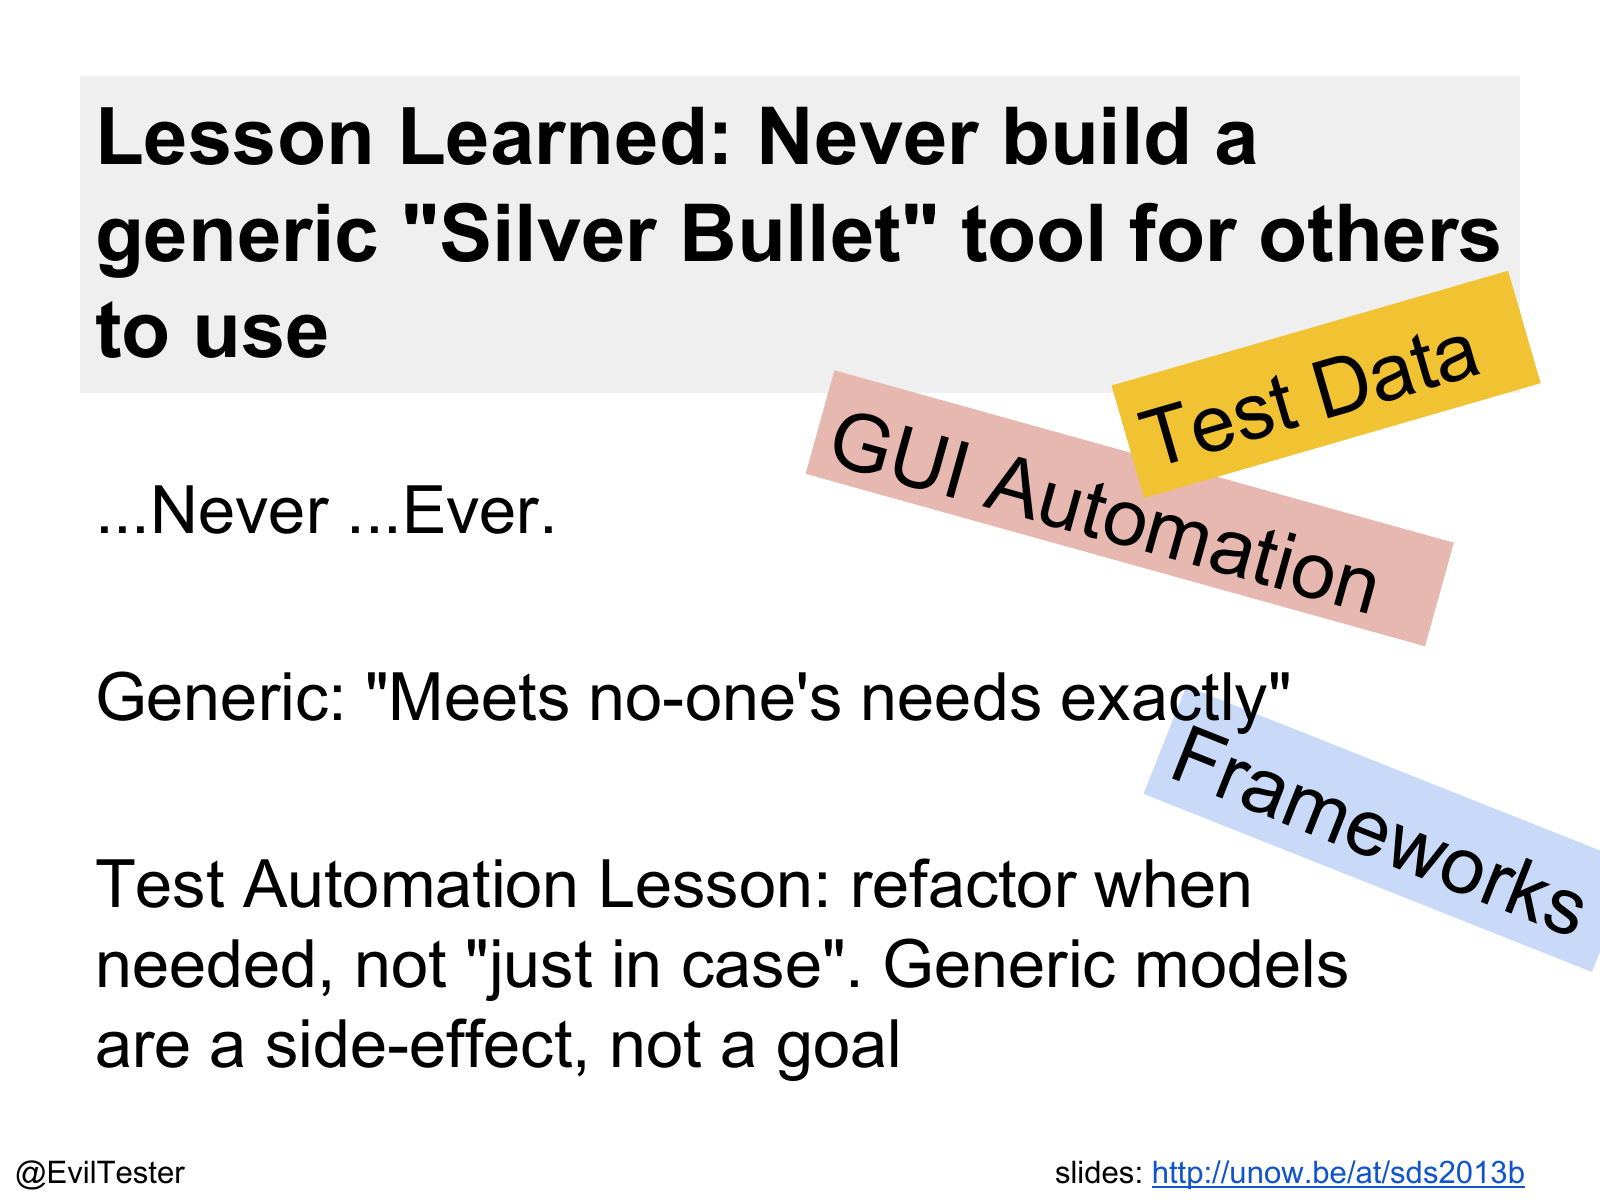 Lesson Learned: Never build a
generic "Silver Bullet" tool for others
to use
Test Data
GUI Automation
...Never ...Ever.
Generic: "Meets no-one's needs exactly"
Frameworks
Test Automation Lesson: refactor when
needed, not "just in case". Generic models
are a side-effect, not a goal
@EvilTester
slides: http://unow.be/at/sds2013b